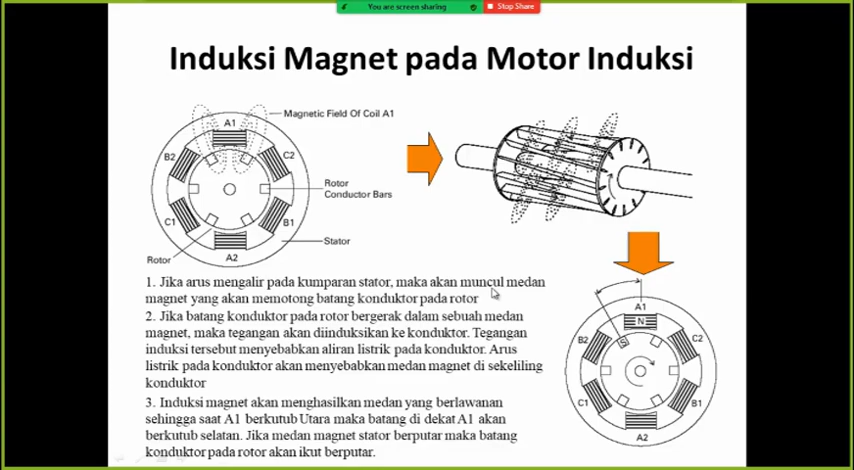 You are screen sharing
Stop Share
Induksi Magnet pada Motor Induksi
Magnetic Field Of Coil A1
A1
B2
C2
Rotor
Conductor Bars
C1
B1
Stator
A2
Rotor
1. Jika arus mengalir pada kumparan stator, maka akan muncul medan
magnet yang akan memotong batang konduktor pada rotor
2. Jika batang konduktor pada rotor bergerak dalam sebuah medan
magnet, maka tegangan akan diinduksikan ke konduktor. Tegangan
induksi tersebut menyebabkan aliran listrik pada konduktor. Arus
listrik pada konduktor akan menyebabkan medan magnet di sekeliling
konduktor
3. Induksi magnet akan menghasilkan medan yang berlawanan
sehingga saat A1 berkutub Utara maka batang di dekat A1 akan
berkutub selatan. Jika medan magnet stator berputar maka batang
konduktor pada rotor akan ikut berputar.
A1
N
B2
S
C2
C1
B1
A2